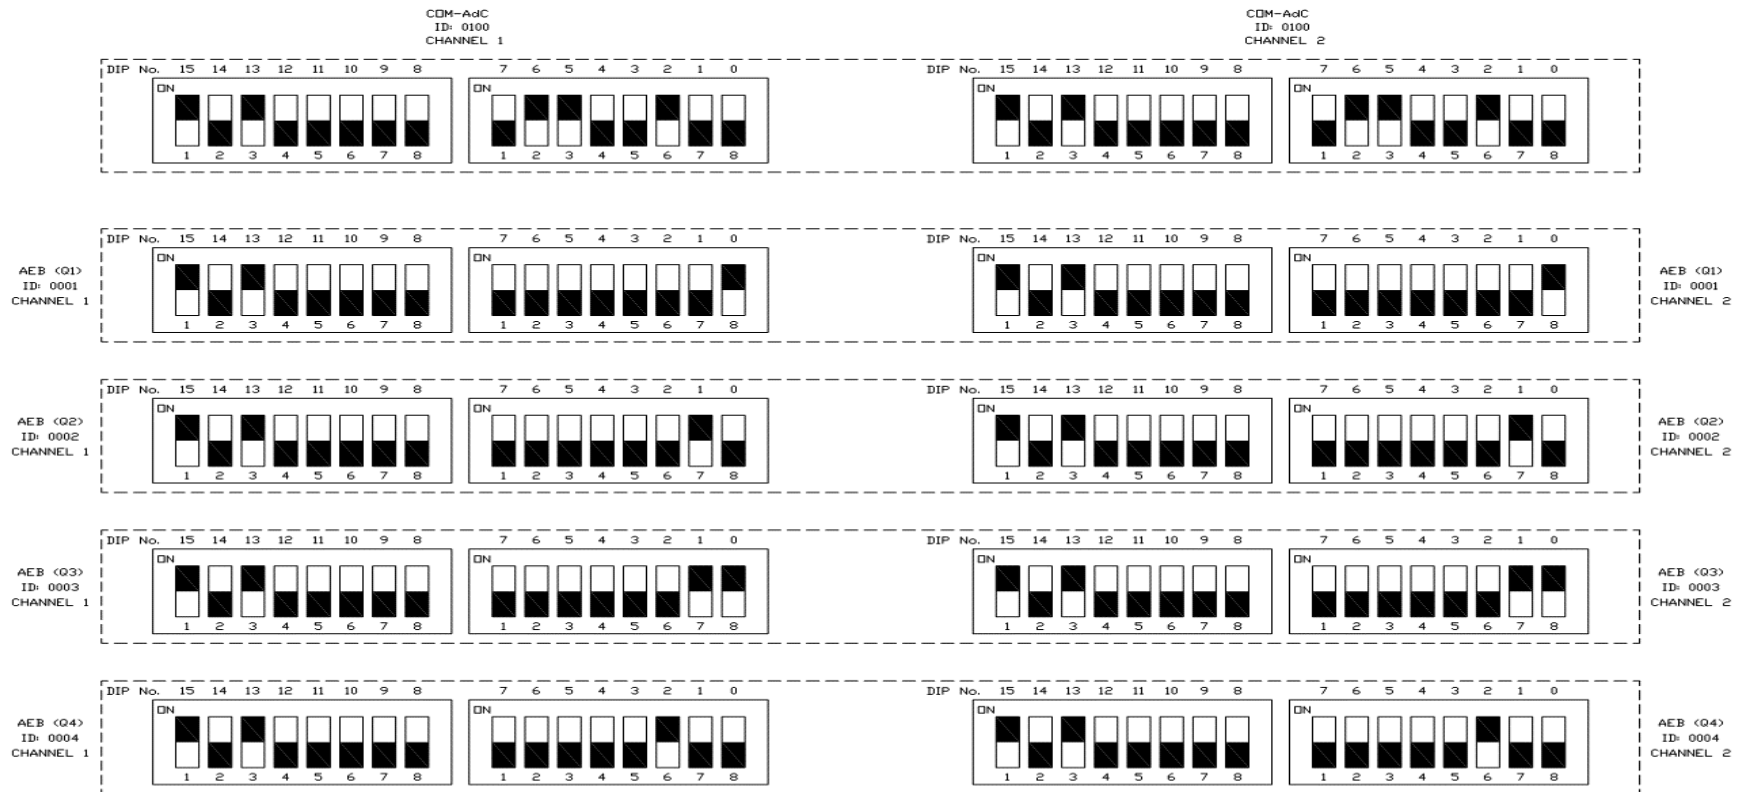 COM-AdC COM-AdC
ID: 0100 ID: 0100
CHANNEL 1 CHANNEL 2
DIP No. 15 14 13 12 11 10 9 8 7 6 5 4 3 2 1 0 DIP No. 15 14 13 12 11 10 9 8 7 6 5 4 3 2 1 0
ON ON ON ON
1 2 3 4 5 6 7 8 1 2 3 4 5 6 7 8 1 2 3 4 5 6 7 8 1 2 3 4 5 6 7 8
DIP No. 15 14 13 12 11 10 9 8 7 6 5 4 3 2 1 0 DIP No. 15 14 13 12 11 10 9 8 7 6 5 4 3 2 1 0
ON ON ON ON
AEB (Q1) AEB (Q1)
ID: 0001 ID: 0001
CHANNEL 1 CHANNEL 2
1 2 3 4 5 6 7 8 1 2 3 4 5 6 7 8 1 2 3 4 5 6 7 8 1 2 3 4 5 6 7 8
DIP No. 15 14 13 12 11 10 9 8 7 6 5 4 3 2 1 0 DIP No. 15 14 13 12 11 10 9 8 7 6 5 4 3 2 1 0
ON ON ON ON
AEB (Q2) AEB (Q2)
ID: 0002 ID: 0002
CHANNEL 1 CHANNEL 2
1 2 3 4 5 6 7 8 1 2 3 4 5 6 7 8 1 2 3 4 5 6 7 8 1 2 3 4 5 6 7 8
DIP No. 15 14 13 12 11 10 9 8 7 6 5 4 3 2 1 0 DIP No. 15 14 13 12 11 10 9 8 7 6 5 4 3 2 1 0
ON ON ON ON
AEB (Q3) AEB (Q3)
ID: 0003 ID: 0003
CHANNEL 1 CHANNEL 2
1 2 3 4 5 6 7 8 1 2 3 4 5 6 7 8 1 2 3 4 5 6 7 8 1 2 3 4 5 6 7 8
DIP No. 15 14 13 12 11 10 9 8 7 6 5 4 3 2 1 0 DIP No. 15 14 13 12 11 10 9 8 7 6 5 4 3 2 1 0
ON ON ON ON
AEB (Q4) AEB (Q4)
ID: 0004 ID: 0004
CHANNEL 1 CHANNEL 2
1 2 3 4 5 6 7 8 1 2 3 4 5 6 7 8 1 2 3 4 5 6 7 8 1 2 3 4 5 6 7 8